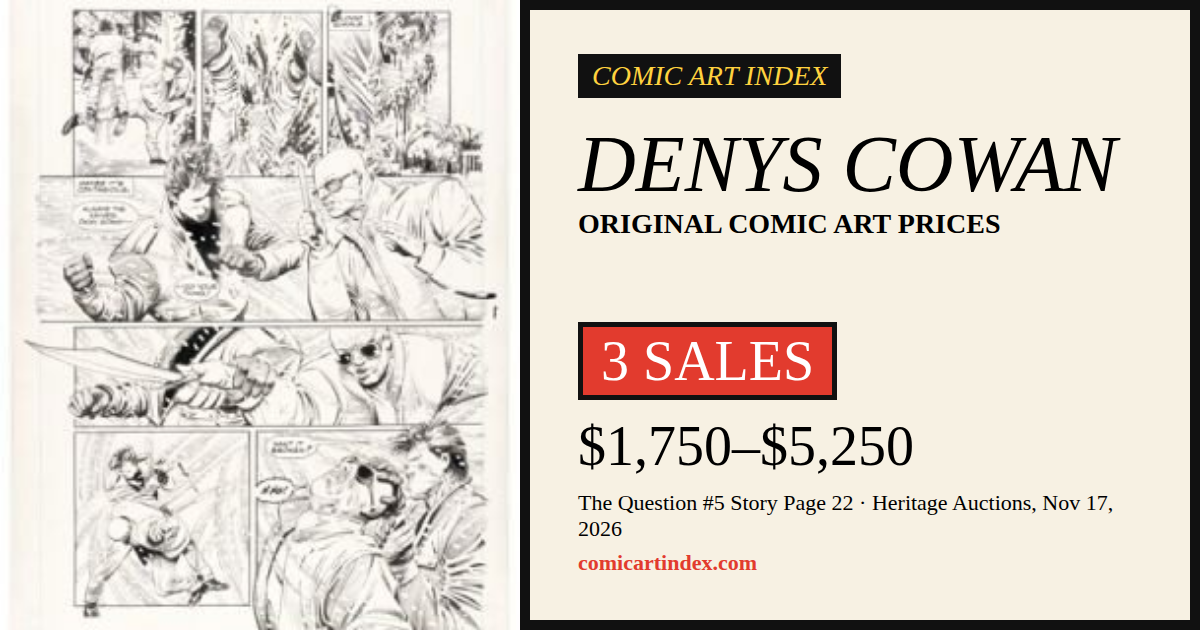 COMIC ART INDEX
DENYS COWAN
ORIGINAL COMIC ART PRICES
3 SALES
$1,750–$5,250
The Question #5 Story Page 22 · Heritage Auctions, Nov 17,
2026
comicartindex.com